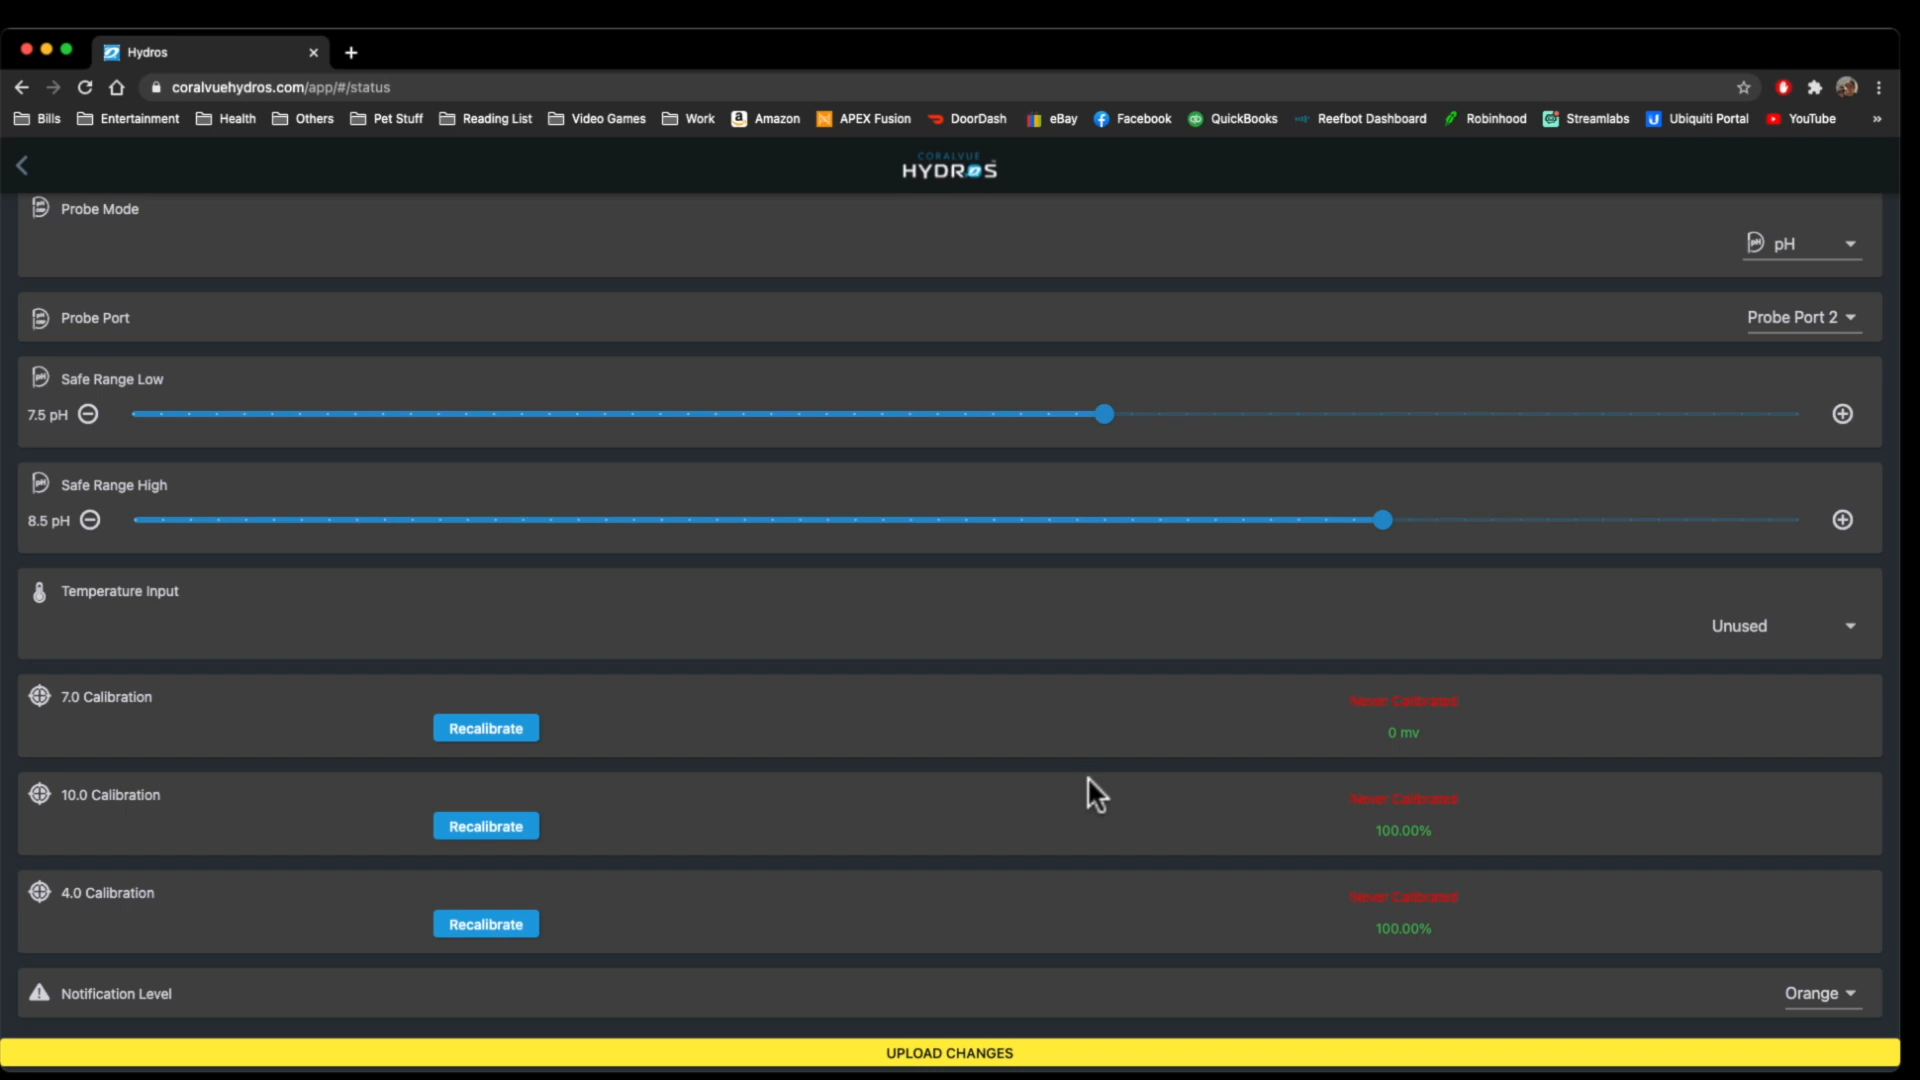 Hydros
coralvuehydros.com/app/#/status
Bills Entertainment Health Others Pet Stuff Reading List Video Games Work Amazon APEX Fusion DoorDash eBay Facebook QuickBooks Reefbot Dashboard Robinhood Streamlabs Ubiquiti Portal YouTube »
CORALVUE
HYDROS
Probe Mode
pH
Probe Port
Probe Port 2
Safe Range Low
7.5 pH
Safe Range High
8.5 pH
Temperature Input
Unused
7.0 Calibration
Never Calibrated
Recalibrate
0 mv
10.0 Calibration
Never Calibrated
Recalibrate
100.00%
4.0 Calibration
Never Calibrated
Recalibrate
100.00%
Notification Level
Orange
UPLOAD CHANGES